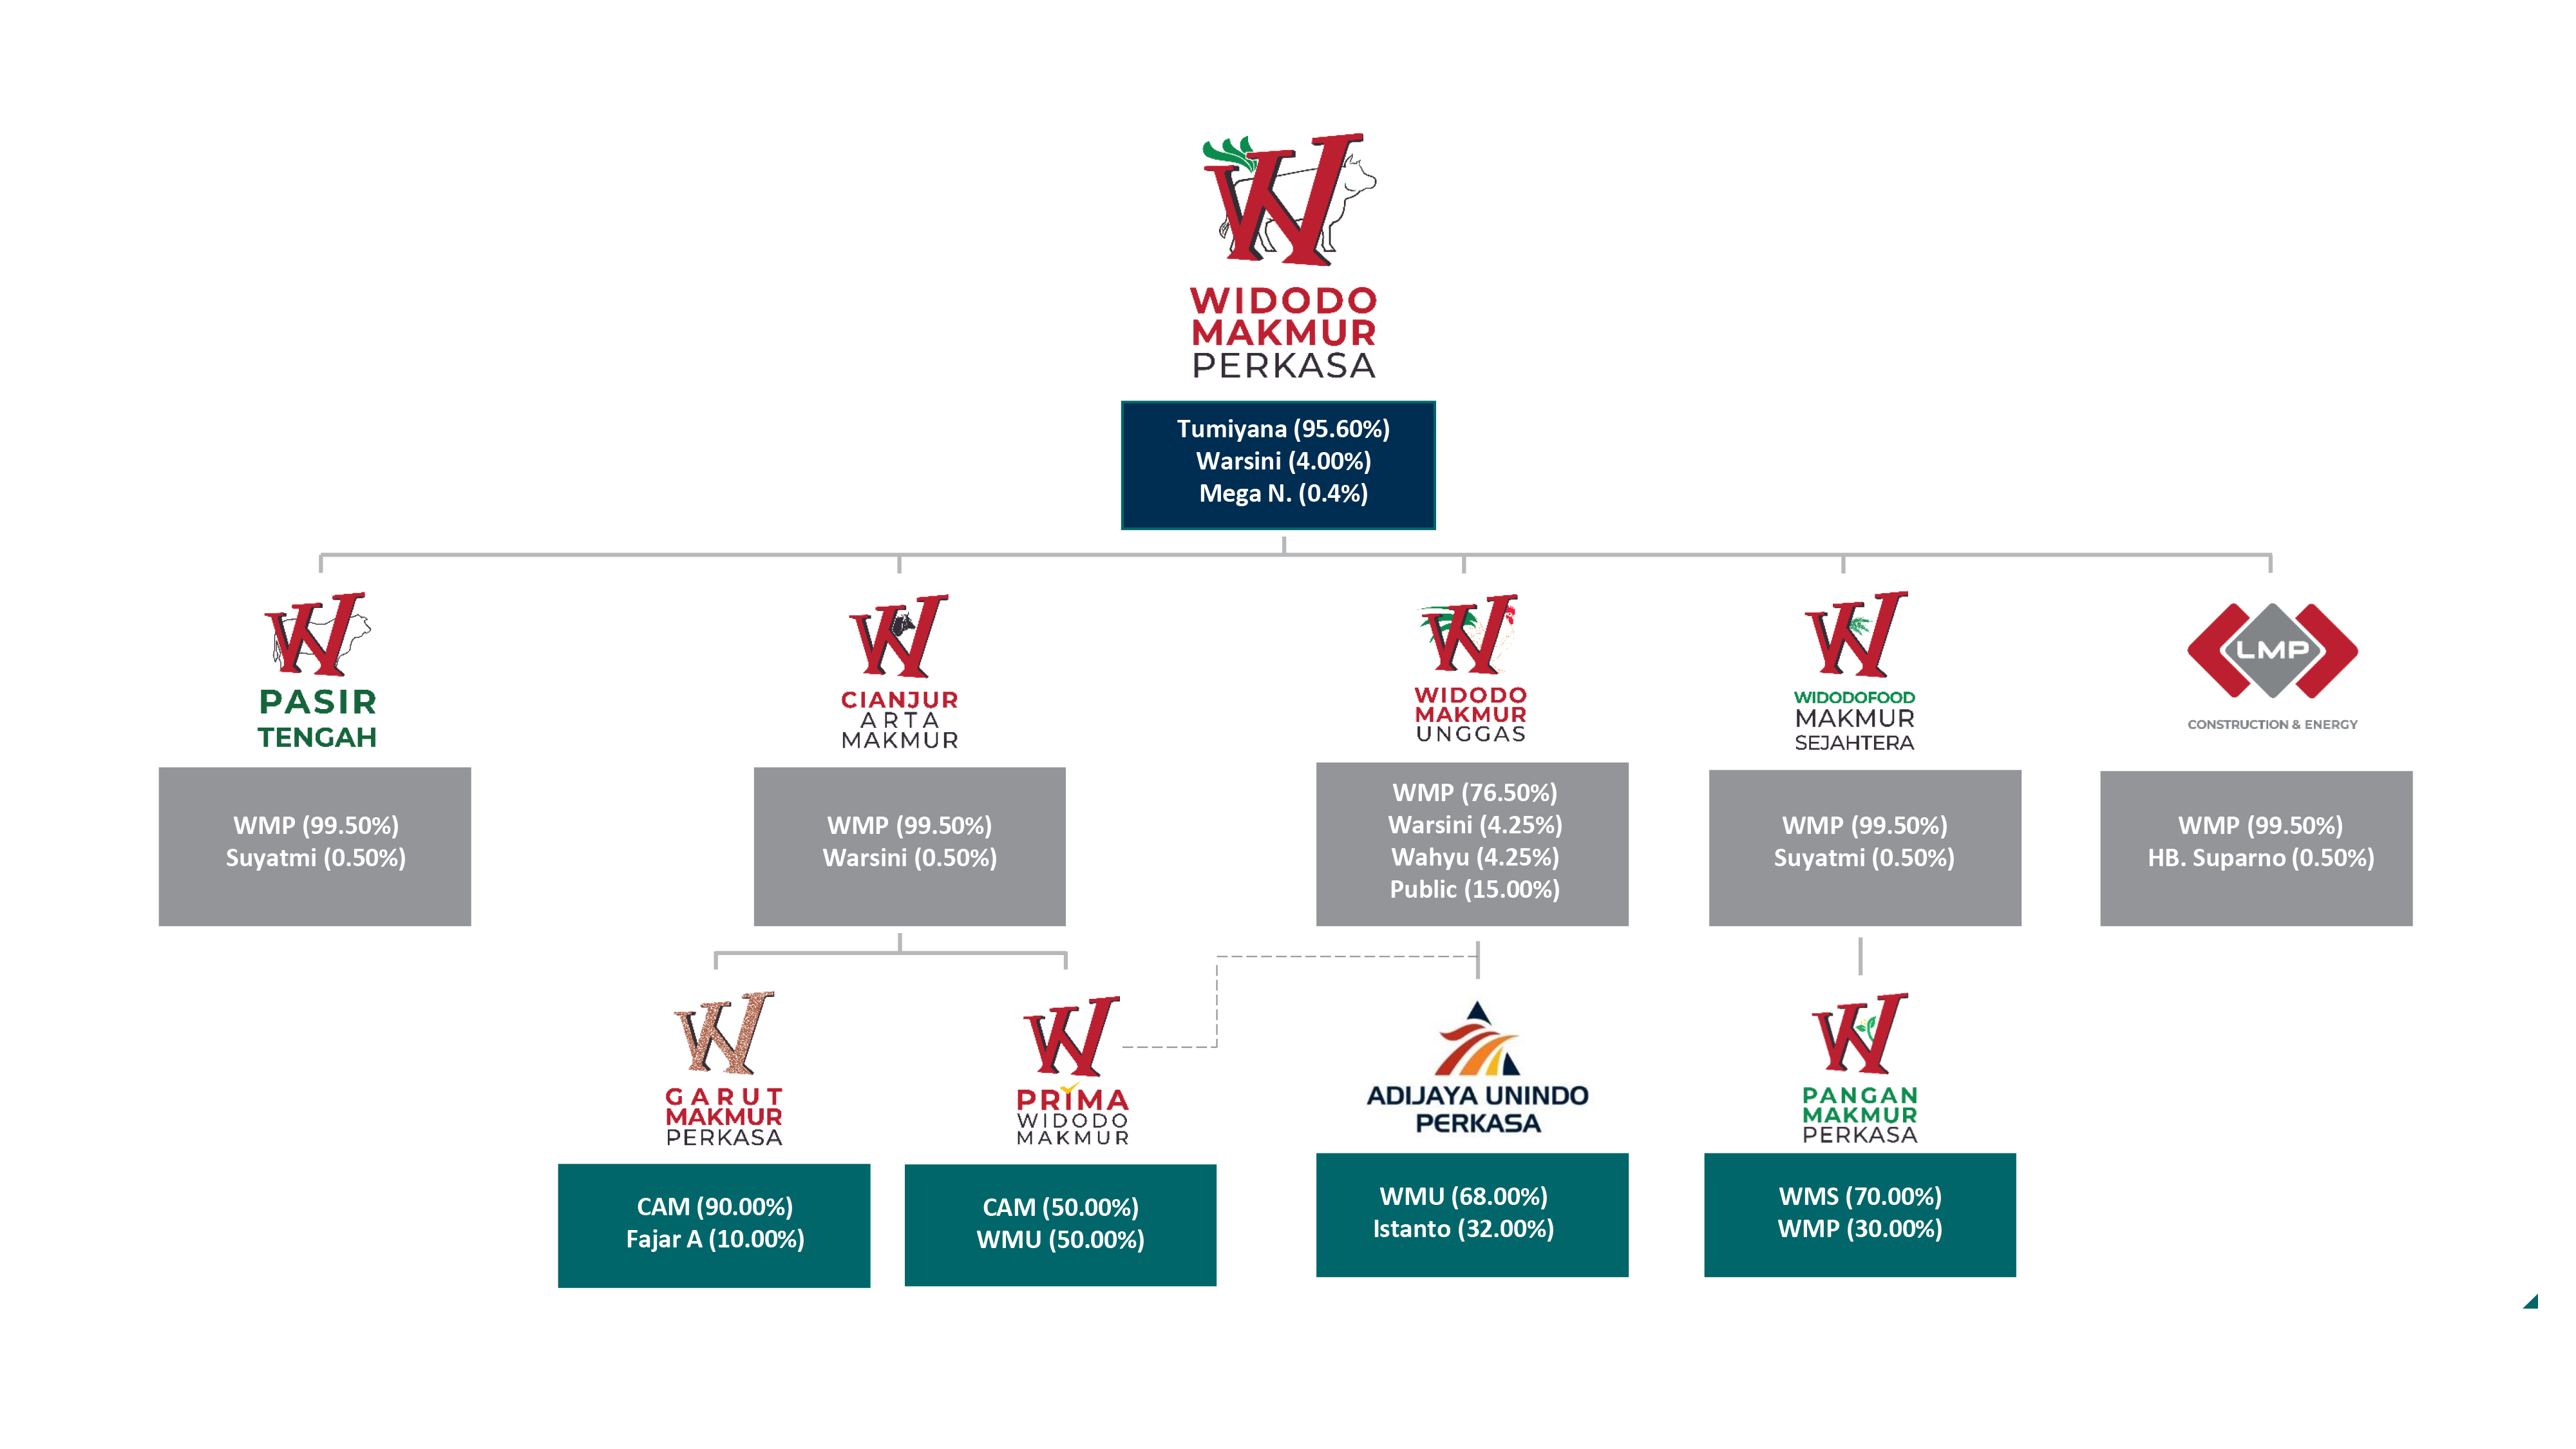 WIDODO
MAKMUR
PERKASA
Tumiyana (95.60%)
Warsini (4.00%)
Mega N. (0.4%)
PASIR
TENGAH
WMP (99.50%)
Suyatmi (0.50%)
CIANJUR
ARTA
MAKMUR
WMP (99.50%)
Warsini (0.50%)
WIDODO
MAKMUR
UNGGAS
WMP (76.50%)
Warsini (4.25%)
Wahyu (4.25%)
Public (15.00%)
WIDODOFOOD
MAKMUR
SEJAHTERA
WMP (99.50%)
Suyatmi (0.50%)
LMP
CONSTRUCTION & ENERGY
WMP (99.50%)
HB. Suparno (0.50%)
GARUT
MAKMUR
PERKASA
CAM (90.00%)
Fajar A (10.00%)
PRIMA
WIDODO
MAKMUR
CAM (50.00%)
WMU (50.00%)
ADIJAYA UNINDO
PERKASA
WMU (68.00%)
Istanto (32.00%)
PANGAN
MAKMUR
PERKASA
WMS (70.00%)
WMP (30.00%)